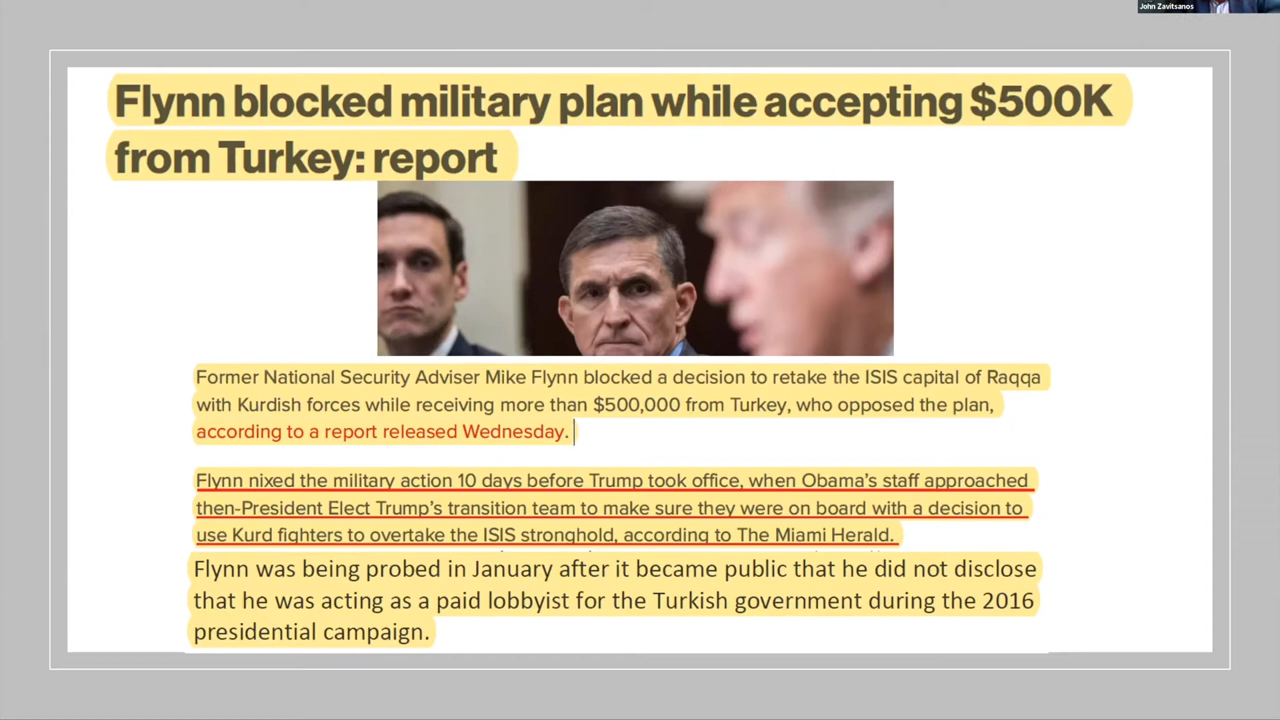 John Zavitsanos
Flynn blocked military plan while accepting $500K
from Turkey: report
Former National Security Adviser Mike Flynn blocked a decision to retake the ISIS capital of Raqqa
with Kurdish forces while receiving more than $500,000 from Turkey, who opposed the plan,
according to a report released Wednesday.
Flynn nixed the military action 10 days before Trump took office, when Obama's staff approached
then-President Elect Trump's transition team to make sure they were on board with a decision to
use Kurd fighters to overtake the ISIS stronghold, according to The Miami Herald.
Flynn was being probed in January after it became public that he did not disclose
that he was acting as a paid lobbyist for the Turkish government during the 2016
presidential campaign.